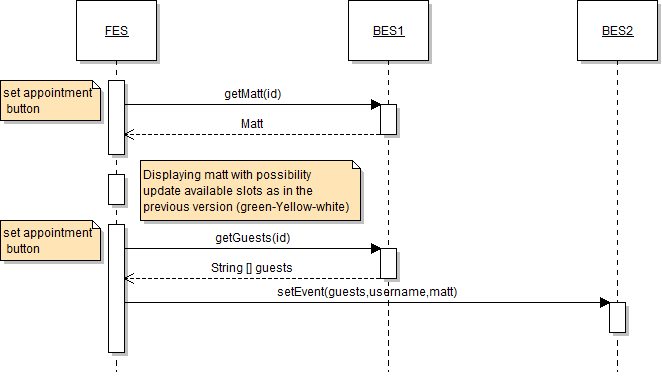 FES
BES1
BES2
set appointment
button
getMatt(id)
Matt
Displaying matt with possibility
update available slots as in the
previous version (green-Yellow-white)
set appointment
button
getGuests(id)
String [] guests
setEvent(guests,username,matt)